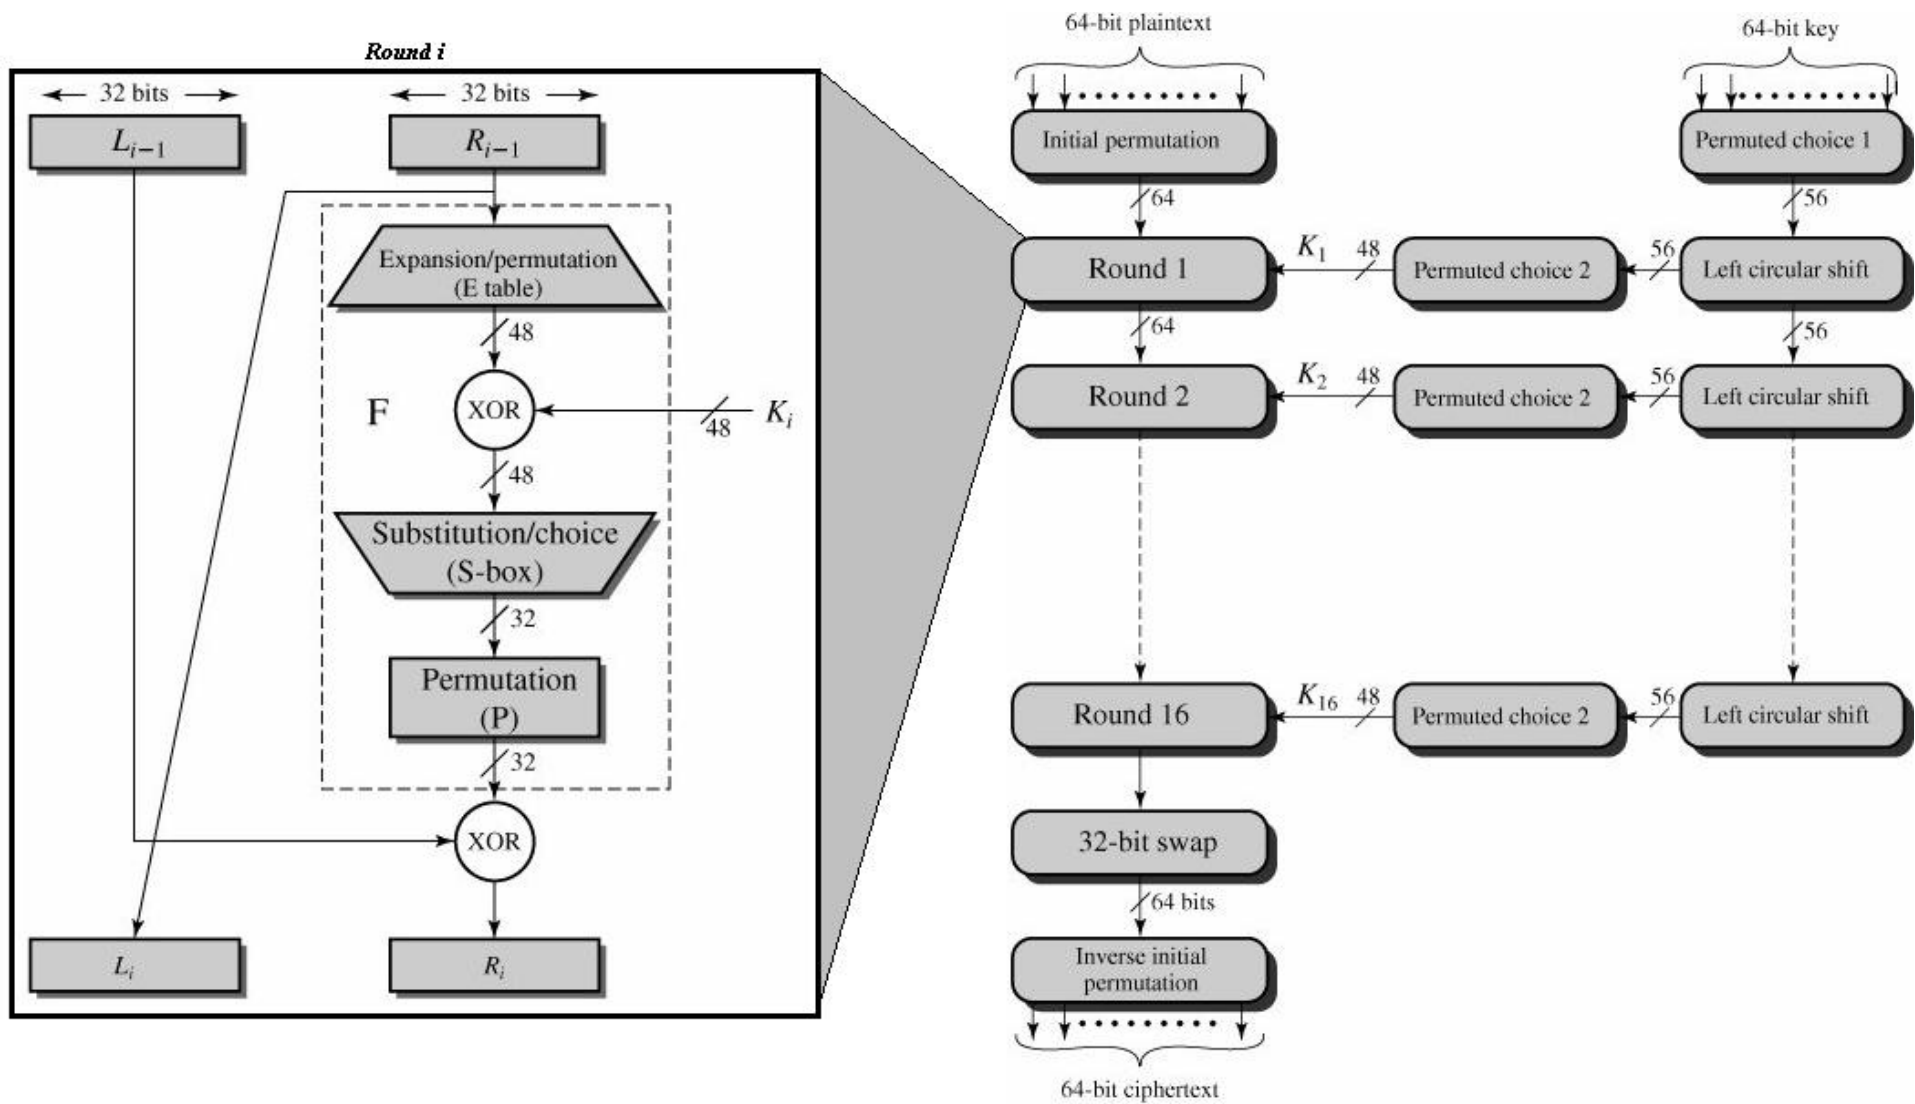 Round i
32 bits
32 bits
L_{i−1}
R_{i−1}
Expansion/permutation
(E table)
48
F
XOR
48
K_i
48
Substitution/choice
(S-box)
32
Permutation
(P)
32
XOR
L_i
R_i
64-bit plaintext
64-bit key
Initial permutation
Permuted choice 1
64
56
Round 1
K_1
48
Permuted choice 2
56
Left circular shift
64
56
Round 2
K_2
48
Permuted choice 2
56
Left circular shift
Round 16
K_{16}
48
Permuted choice 2
56
Left circular shift
32-bit swap
64 bits
Inverse initial
permutation
64-bit ciphertext